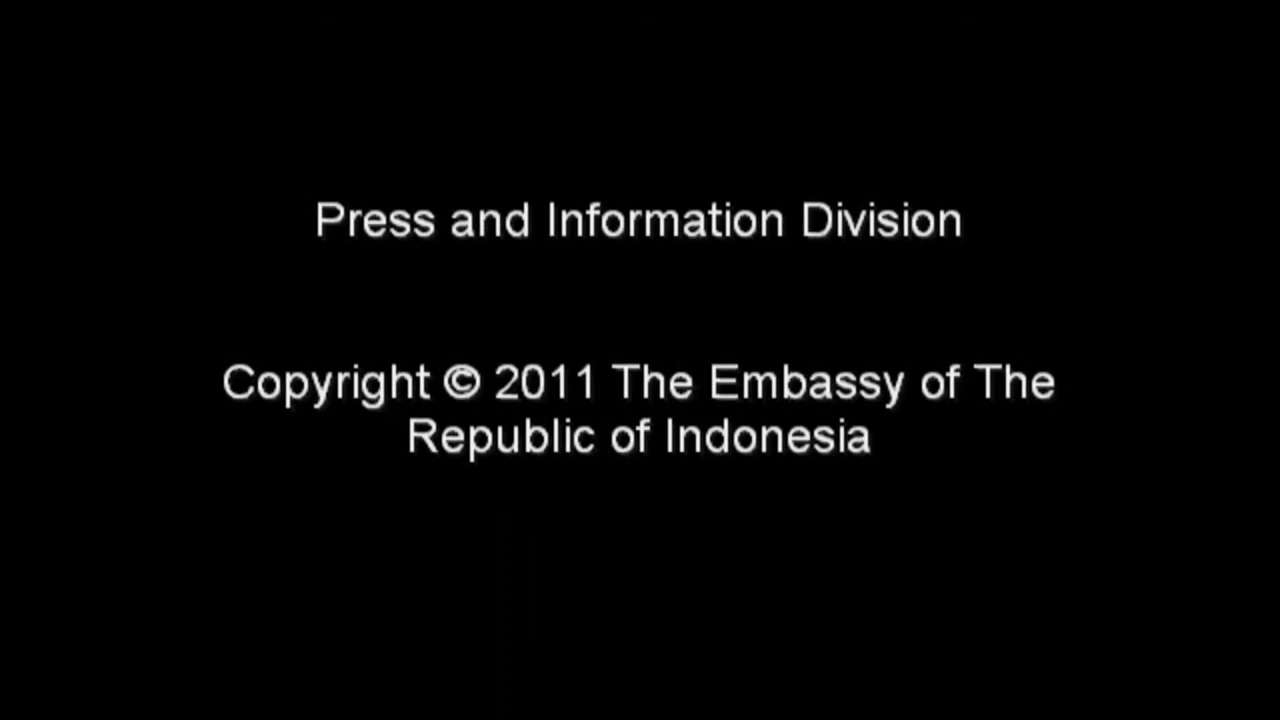 Press and Information Division
Copyright © 2011 The Embassy of The
Republic of Indonesia